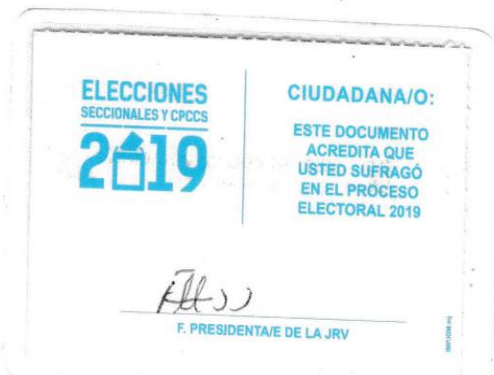 ELECCIONES
SECCIONALES Y CPCCS
2019
CIUDADANA/O:
ESTE DOCUMENTO
ACREDITA QUE
USTED SUFRAGÓ
EN EL PROCESO
ELECTORAL 2019
F. PRESIDENTA/E DE LA JRV